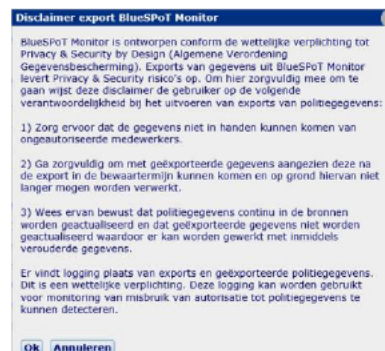 Disclaimer export BlueSPoT Monitor
BlueSPoT Monitor is ontworpen conform de wettelijke verplichting tot
Privacy & Security by Design (Algemene Verordening
Gegevensbescherming). Exports van gegevens uit BlueSPoT Monitor
levert Privacy & Security risico's op. Om hier zorgvuldig mee om te
gaan wijst deze disclaimer de gebruiker op de volgende
verantwoordelijkheid bij het uitvoeren van exports van politiegegevens:
1) Zorg ervoor dat de gegevens niet in handen kunnen komen van
ongeautoriseerde medewerkers.
2) Ga zorgvuldig om met geëxporteerde gegevens aangezien deze na
de export in de bewaartermijn kunnen komen en op grond hiervan niet
langer mogen worden verwerkt.
3) Wees ervan bewust dat politiegegevens continu in de bronnen
worden geactualiseerd en dat geëxporteerde gegevens niet worden
geactualiseerd waardoor er kan worden gewerkt met inmiddels
verouderde gegevens.
Er vindt logging plaats van exports en geëxporteerde politiegegevens.
Dit is een wettelijke verplichting. Deze logging kan worden gebruikt
voor monitoring van misbruik van autorisatie tot politiegegevens te
kunnen detecteren.
Ok Annuleren